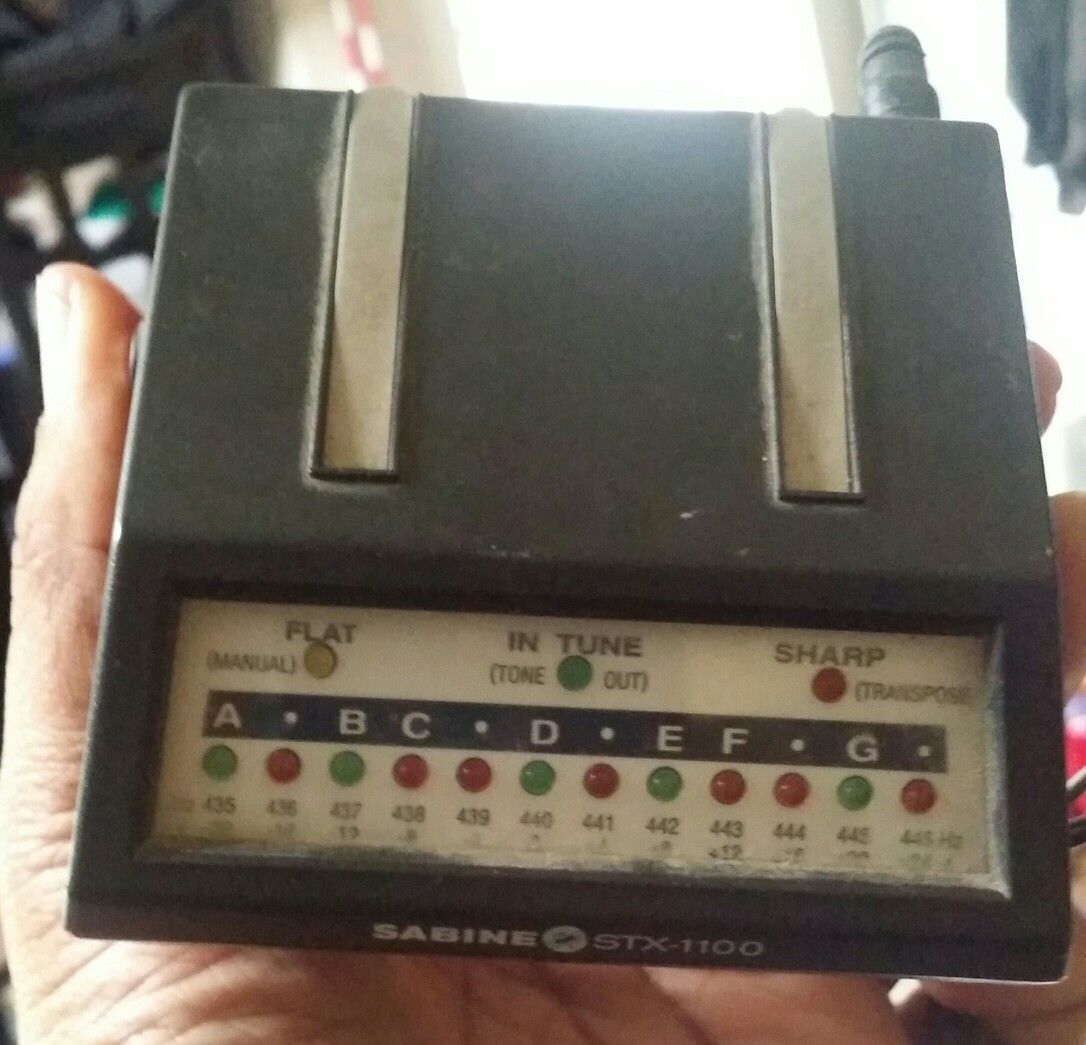 FLAT IN TUNE SHARP
(MANUAL) (TONE OUT) (TRANSPOSE
A • B C • D • E F • G •
435 436 437 438 439 440 441 442 443 444 445 446 Hz
+12
SABINE STX-1100